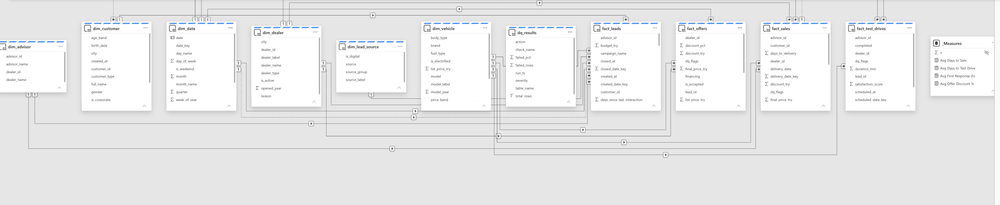 dim_advisor
advisor_id
advisor_name
dealer_id
dealer_name
dim_customer
age_band
birth_date
city
created_at
customer_id
customer_type
full_name
gender
is_corporate
dim_date
date
date_key
day_name
day_of_week
is_weekend
month
month_name
quarter
week_of_year
dim_dealer
city
dealer_id
dealer_label
dealer_name
dealer_type
is_active
opened_year
region
dim_lead_source
is_digital
source
source_group
source_label
dim_vehicle
body_type
brand
fuel_type
is_electrified
list_price_try
model
model_label
model_year
price_band
dq_results
action
check_name
failed_pct
failed_rows
run_ts
severity
table_name
total_rows
fact_leads
advisor_id
budget_try
campaign_name
closed_at
closed_date_key
created_at
created_date_key
customer_id
days_since_last_interaction
fact_offers
dealer_id
discount_pct
discount_try
dq_flags
final_price_try
financing
is_accepted
lead_id
list_price_try
fact_sales
advisor_id
customer_id
days_to_delivery
dealer_id
delivery_date
delivery_date_key
discount_try
dq_flags
final_price_try
fact_test_drives
advisor_id
completed
dealer_id
dq_flags
duration_min
lead_id
satisfaction_score
scheduled_at
scheduled_date_key
_Measures
x
Avg Days to Sale
Avg Days to Test Drive
Avg First Response (h)
Avg Offer Discount %